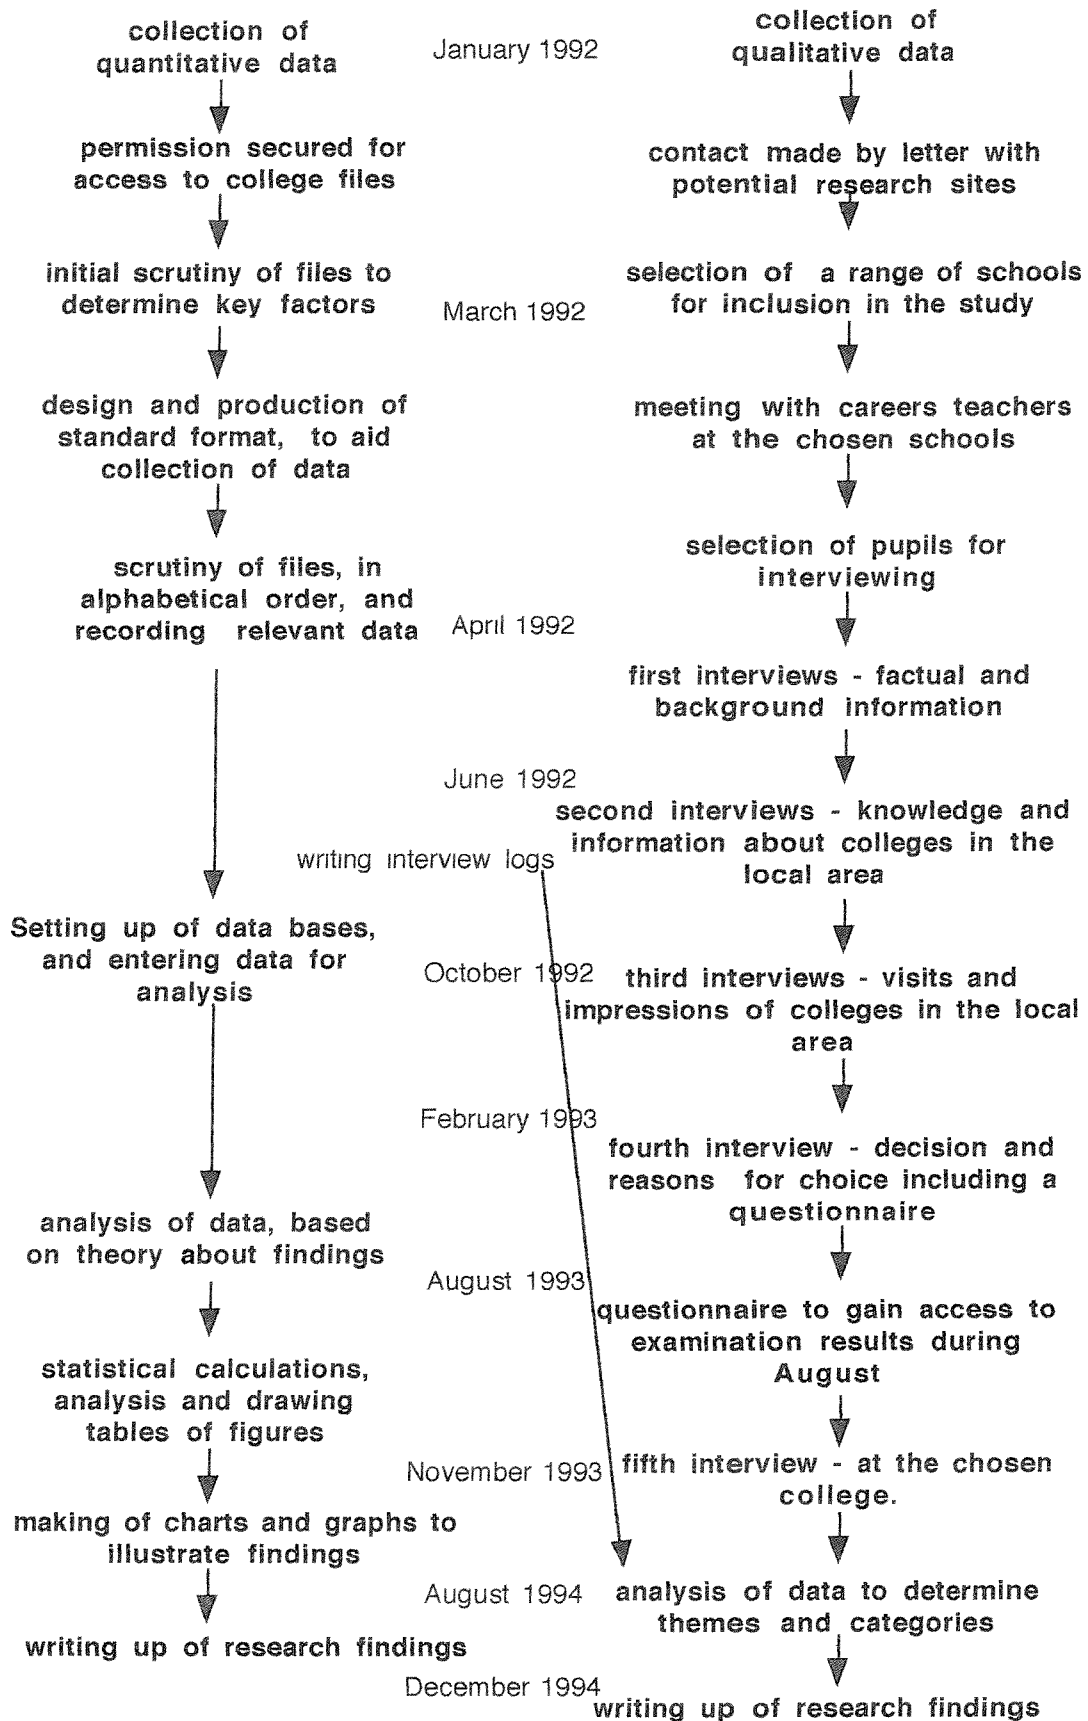 collection of
quantitative data
January 1992
collection of
qualitative data
permission secured for
access to college files
contact made by letter with
potential research sites
initial scrutiny of files to
determine key factors
March 1992
selection of a range of schools
for inclusion in the study
design and production of
standard format, to aid
collection of data
meeting with careers teachers
at the chosen schools
scrutiny of files, in
alphabetical order, and
recording relevant data
April 1992
selection of pupils for
interviewing
first interviews - factual and
background information
June 1992
second interviews - knowledge and
information about colleges in the
local area
writing interview logs
Setting up of data bases,
and entering data for
analysis
October 1992
third interviews - visits and
impressions of colleges in the local
area
February 1993
fourth interview - decision and
reasons for choice including a
questionnaire
analysis of data, based
on theory about findings
August 1993
questionnaire to gain access to
examination results during
August
statistical calculations,
analysis and drawing
tables of figures
November 1993
fifth interview - at the chosen
college.
making of charts and graphs to
illustrate findings
August 1994
analysis of data to determine
themes and categories
writing up of research findings
December 1994
writing up of research findings